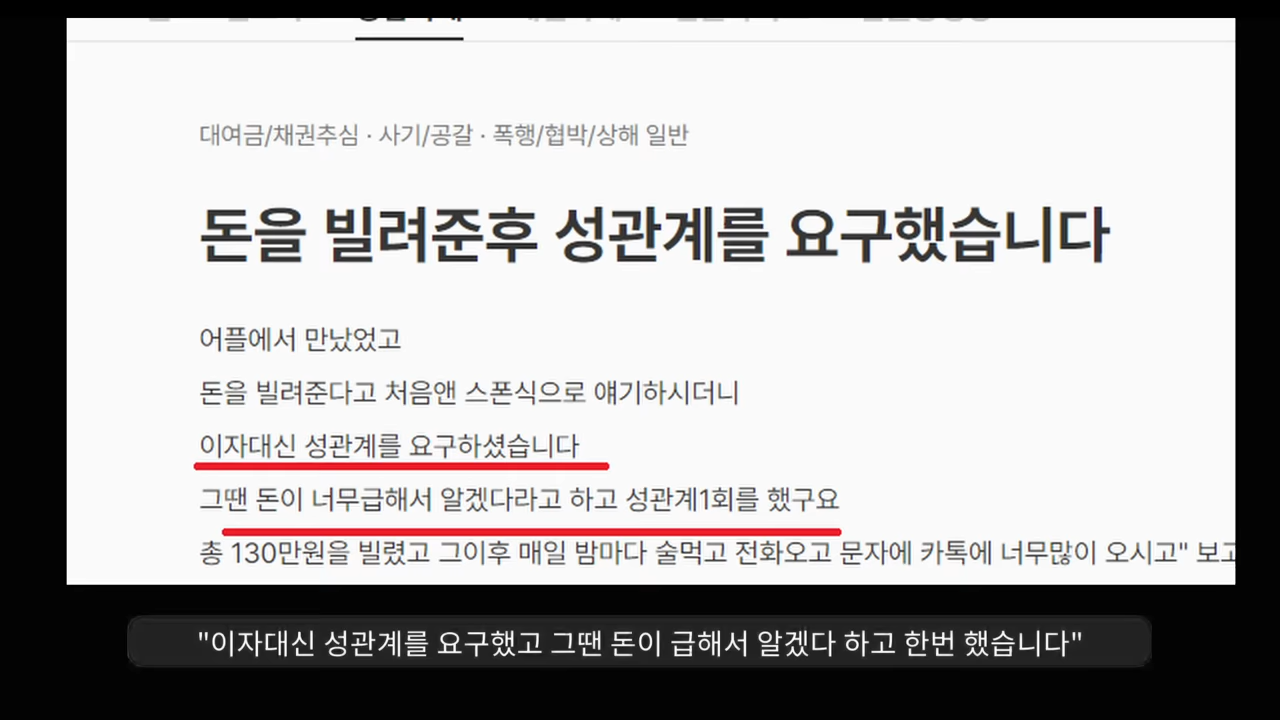 대여금/채권추심 · 사기/공갈 · 폭행/협박/상해 일반
돈을 빌려준후 성관계를 요구했습니다
어플에서 만났었고
돈을 빌려준다고 처음앤 스폰식으로 얘기하시더니
이자대신 성관계를 요구하셨습니다
그땐 돈이 너무급해서 알겠다라고 하고 성관계1회를 했구요
총 130만원을 빌렸고 그이후 매일 밤마다 술먹고 전화오고 문자에 카톡에 너무많이 오시고" 보고
"이자대신 성관계를 요구했고 그땐 돈이 급해서 알겠다 하고 한번 했습니다"